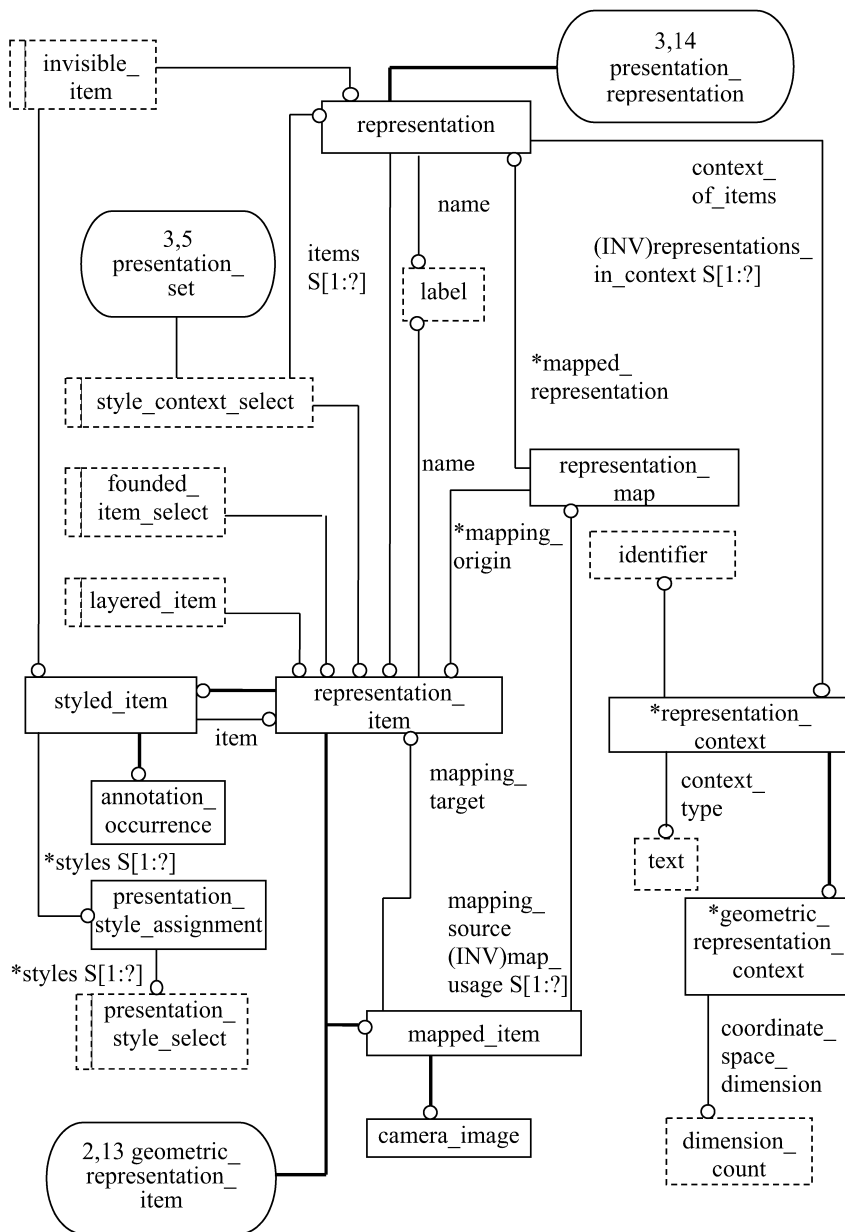 invisible_
item
3,14
presentation_
representation
representation
context_
of_items
name
3,5
presentation_
set
items
S[1:?]
(INV)representations_
in_context S[1:?]
label
*mapped_
representation
style_context_select
name
representation_
map
founded_
item_select
*mapping_
origin
identifier
layered_item
styled_item
representation_
item
*representation_
context
item
mapping_
target
context_
type
annotation_
occurrence
text
*styles S[1:?]
presentation_
style_assignment
mapping_
source
(INV)map_
usage S[1:?]
*geometric_
representation_
context
*styles S[1:?]
presentation_
style_select
mapped_item
coordinate_
space_
dimension
camera_image
dimension_
count
2,13 geometric_
representation_
item